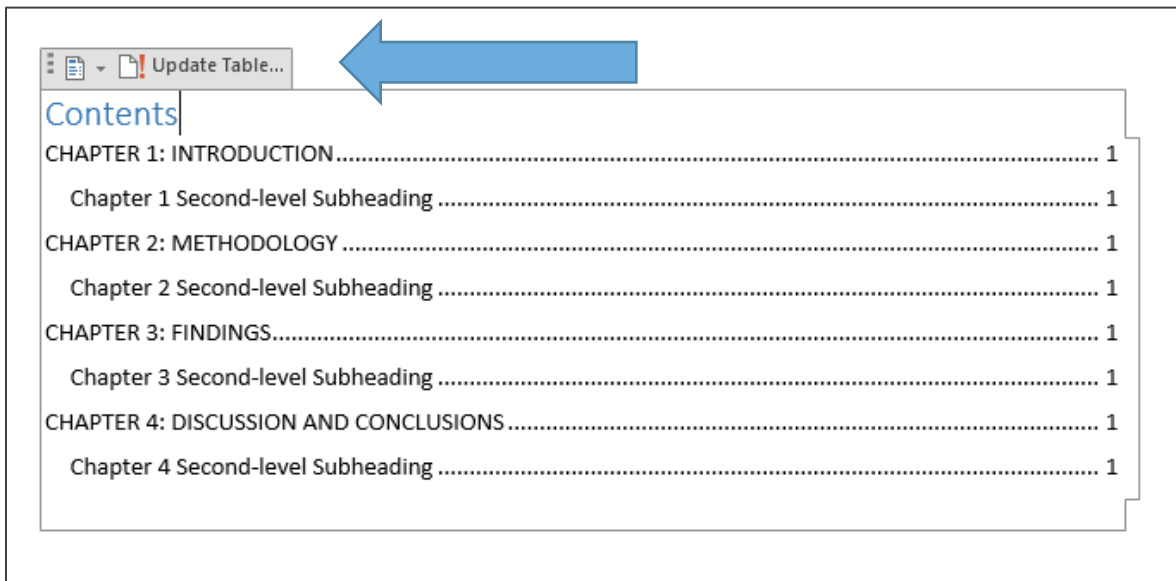 Update Table...
Contents
CHAPTER 1: INTRODUCTION........................................................................................................................ 1
Chapter 1 Second-level Subheading ........................................................................................................ 1
CHAPTER 2: METHODOLOGY ....................................................................................................................... 1
Chapter 2 Second-level Subheading ........................................................................................................ 1
CHAPTER 3: FINDINGS.................................................................................................................................. 1
Chapter 3 Second-level Subheading ........................................................................................................ 1
CHAPTER 4: DISCUSSION AND CONCLUSIONS ............................................................................................. 1
Chapter 4 Second-level Subheading ........................................................................................................ 1